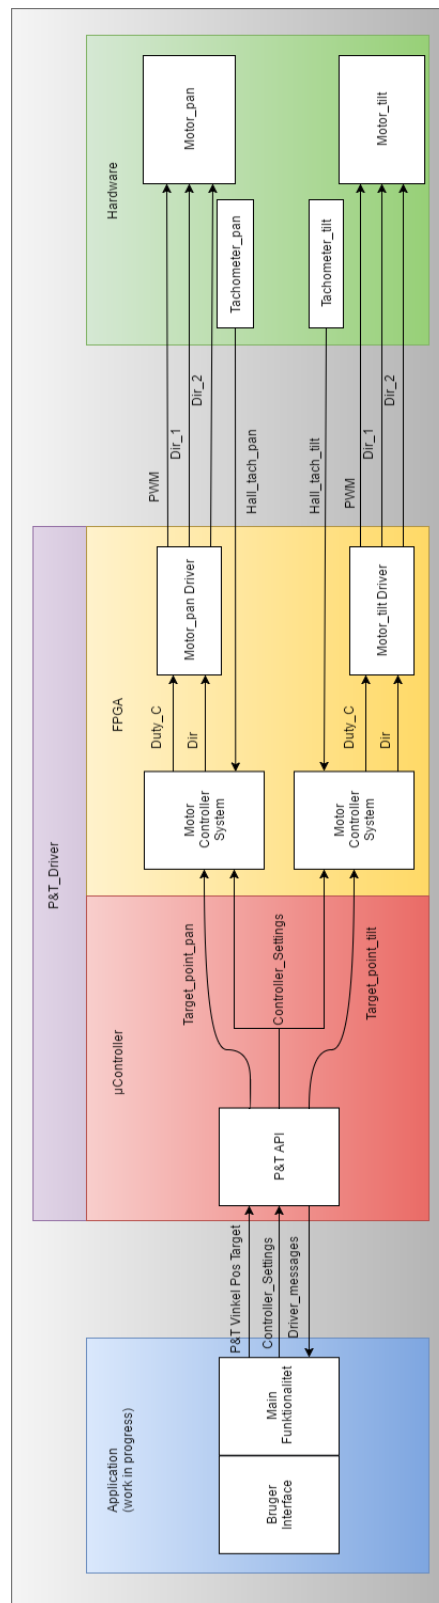 Application
(work in progress)
Bruger
Interface
Main
Funktionalitet
P&T Vinkel Pos Target
Controller_Settings
Driver_messages
P&T_Driver
µController
P&T API
Target_point_pan
Controller_Settings
Target_point_tilt
FPGA
Motor
Controller
System
Duty_C
Dir
Motor_pan Driver
Motor
Controller
System
Duty_C
Dir
Motor_tilt Driver
PWM
Dir_1
Dir_2
Hall_tach_pan
Hall_tach_tilt
PWM
Dir_1
Dir_2
Hardware
Motor_pan
Tachometer_pan
Tachometer_tilt
Motor_tilt